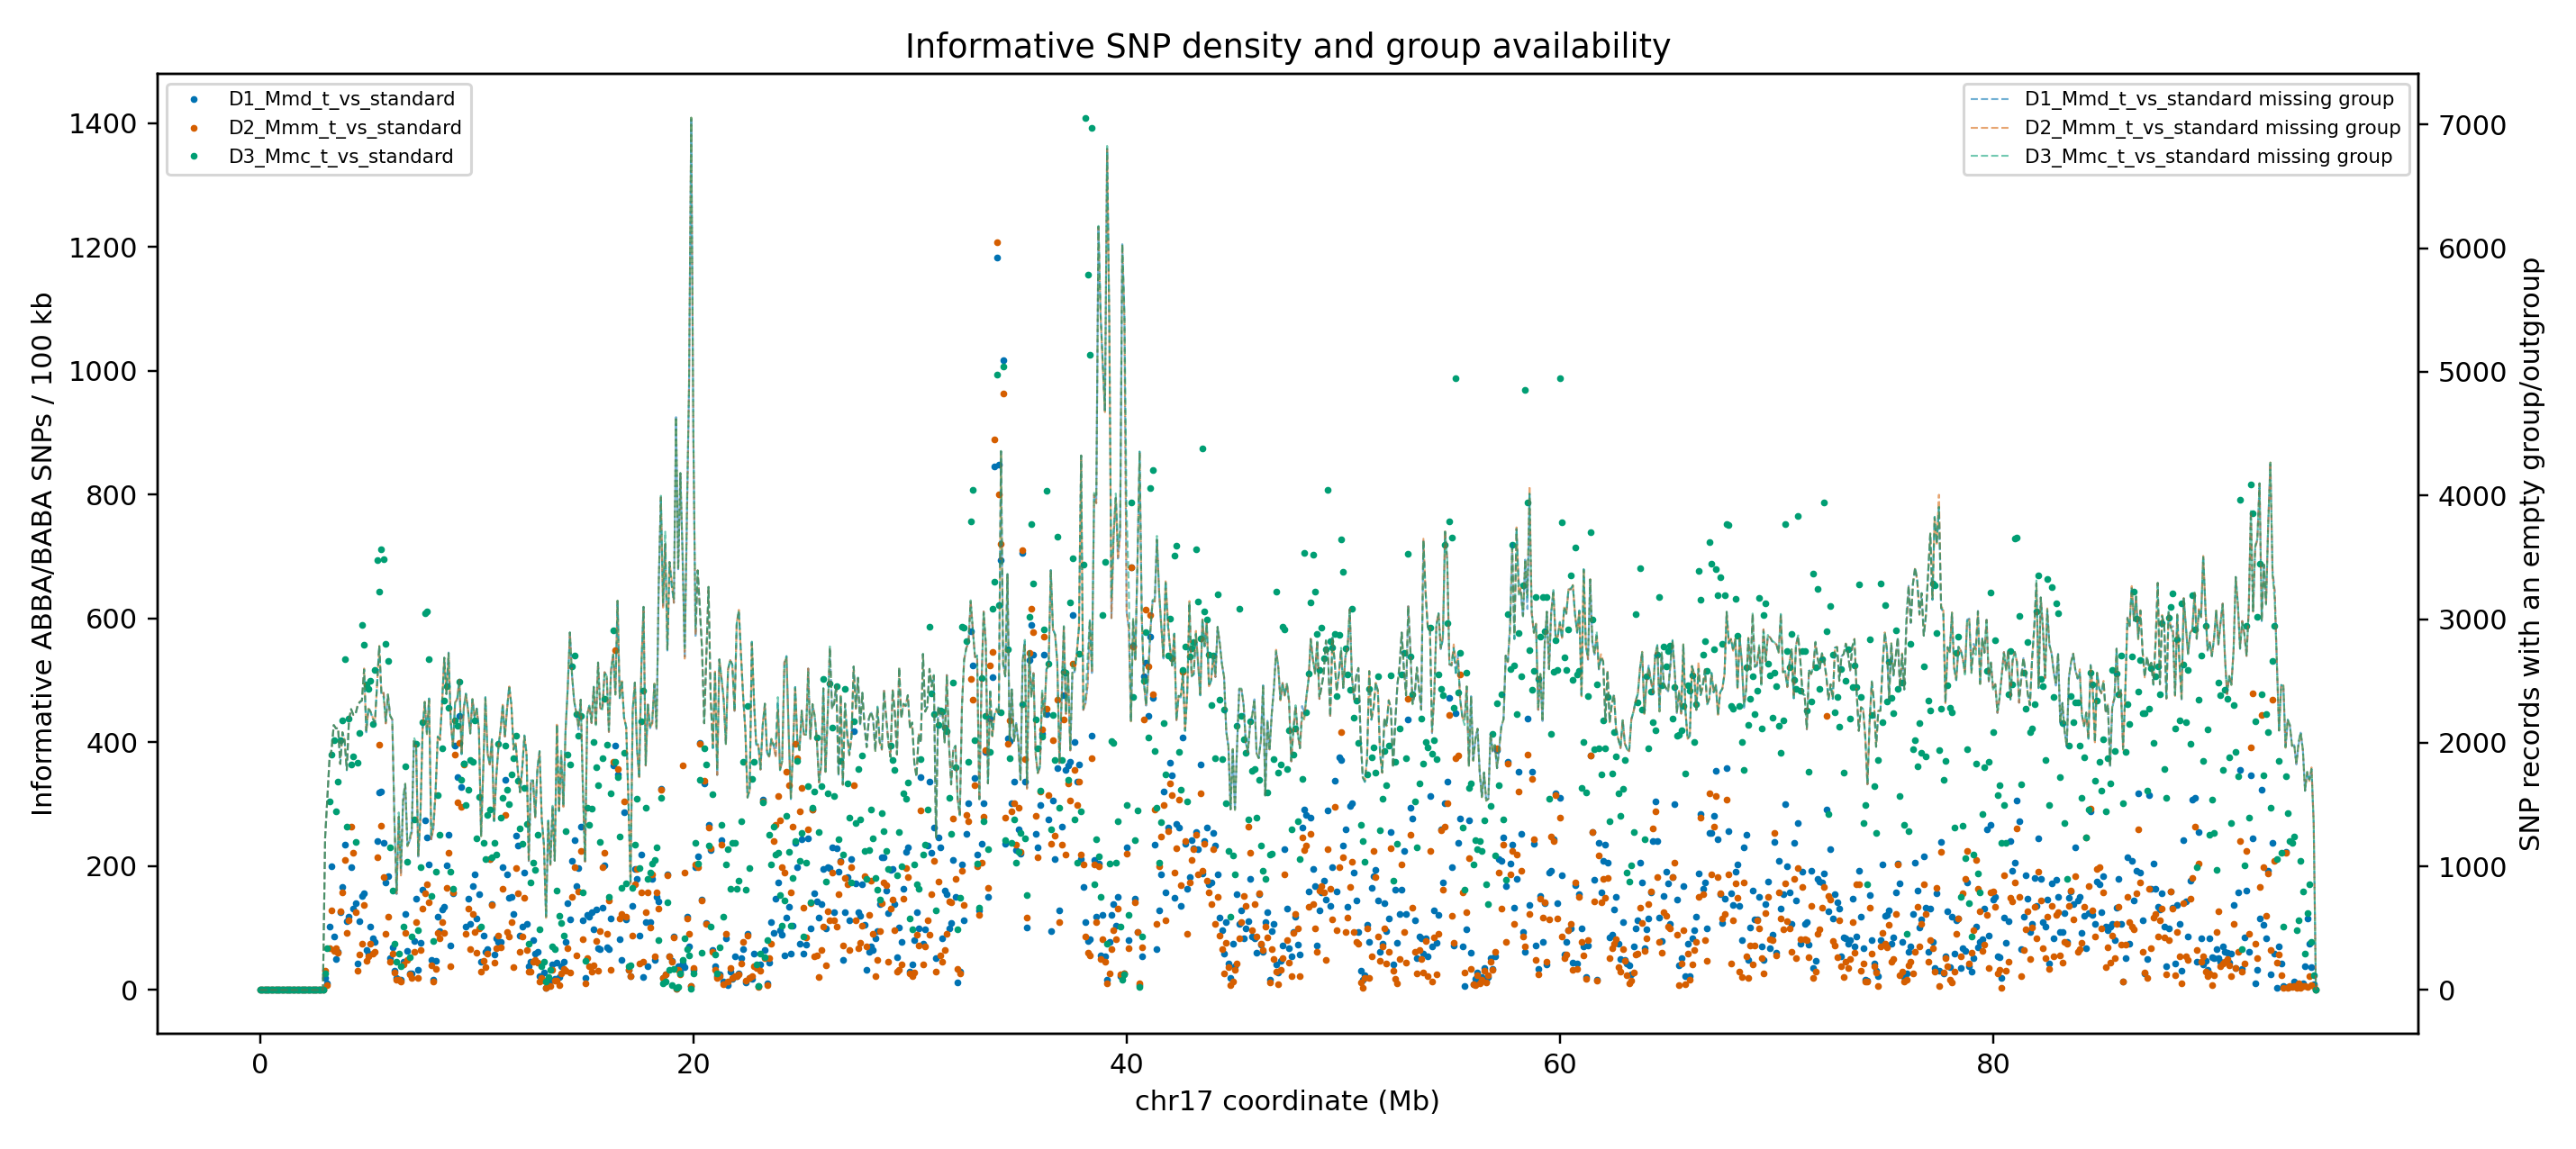 Informative SNP density and group availability
D1_Mmd_t_vs_standard
D2_Mmm_t_vs_standard
D3_Mmc_t_vs_standard
D1_Mmd_t_vs_standard missing group
D2_Mmm_t_vs_standard missing group
D3_Mmc_t_vs_standard missing group
Informative ABBA/BABA SNPs / 100 kb
1400
1200
1000
800
600
400
200
0
7000
6000
5000
4000
3000
2000
1000
0
SNP records with an empty group/outgroup
0
20
40
60
80
chr17 coordinate (Mb)